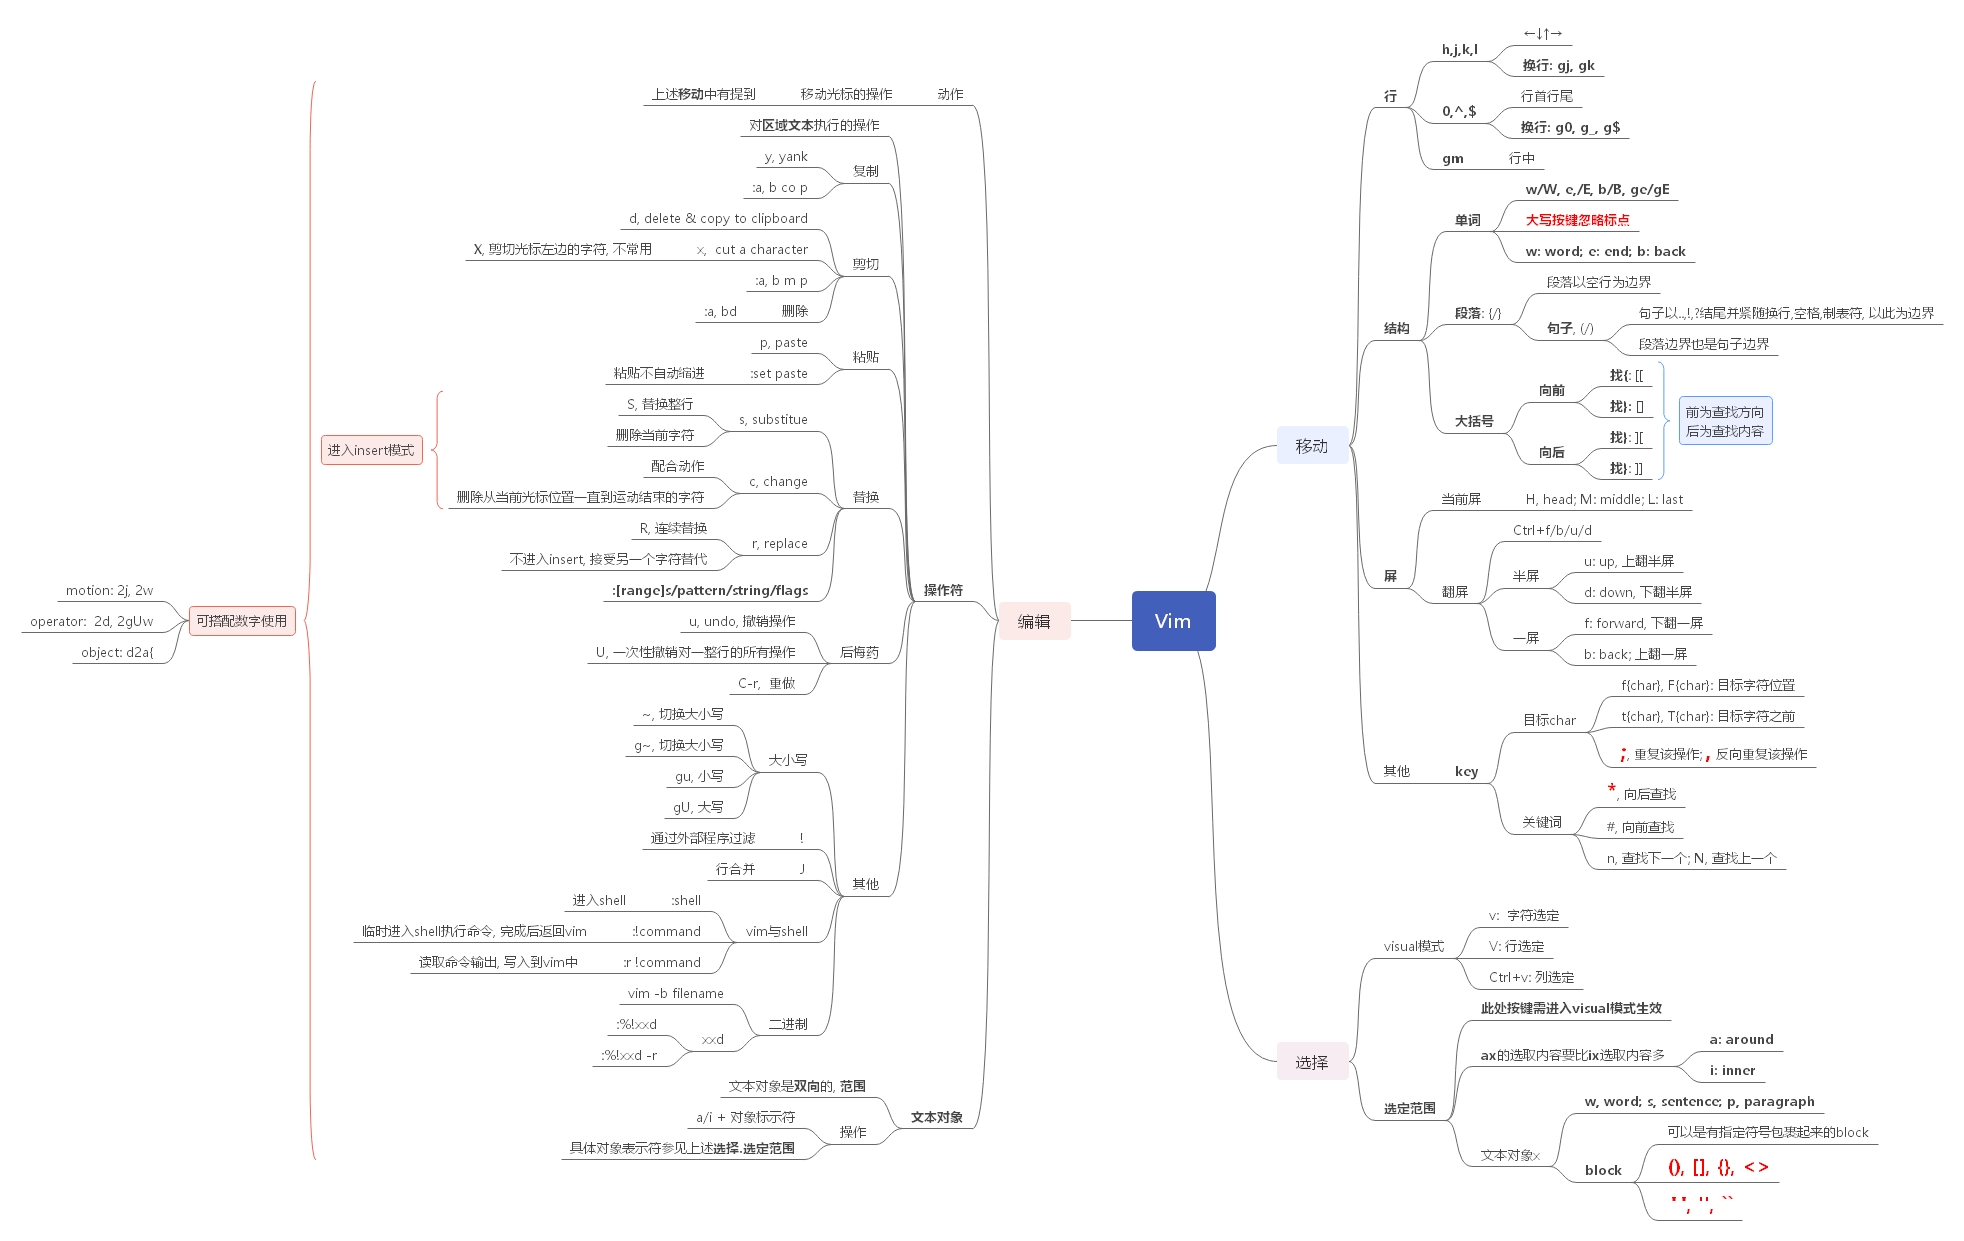 Vim
移动
行
h,j,k,l
←↓↑→
换行: gj, gk
0,^,$
行首行尾
换行: g0, g_, g$
gm
行中
结构
单词
w/W, e,/E, b/B, ge/gE
大写按键忽略标点
w: word; e: end; b: back
段落: {/}
段落以空行为边界
句子, (/)
句子以.,,!,?结尾并紧随换行,空格,制表符, 以此为边界
段落边界也是句子边界
大括号
向前
找{: [[
找}: []
向后
找}: ][
找}: ]]
前为查找方向
后为查找内容
屏
当前屏
H, head; M: middle; L: last
翻屏
Ctrl+f/b/u/d
半屏
u: up, 上翻半屏
d: down, 下翻半屏
一屏
f: forward, 下翻一屏
b: back; 上翻一屏
其他
key
目标char
f{char}, F{char}: 目标字符位置
t{char}, T{char}: 目标字符之前
;, 重复该操作; , 反向重复该操作
关键词
*, 向后查找
#, 向前查找
n, 查找下一个; N, 查找上一个
选择
visual模式
v: 字符选定
V: 行选定
Ctrl+v: 列选定
选定范围
此处按键需进入visual模式生效
ax的选取内容要比ix选取内容多
a: around
i: inner
文本对象x
w, word; s, sentence; p, paragraph
block
可以是有指定符号包裹起来的block
(), [], {}, <>
"", '', ``
编辑
动作
移动光标的操作
上述移动中有提到
操作符
对区域文本执行的操作
复制
y, yank
:a, b co p
剪切
d, delete & copy to clipboard
x, cut a character
X, 剪切光标左边的字符, 不常用
:a, b m p
删除
:a, bd
粘贴
p, paste
:set paste
粘贴不自动缩进
替换
s, substitue
S, 替换整行
删除当前字符
c, change
配合动作
删除从当前光标位置一直到运动结束的字符
r, replace
R, 连续替换
不进入insert, 接受另一个字符替代
:[range]s/pattern/string/flags
进入insert模式
后悔药
u, undo, 撤销操作
U, 一次性撤销对一整行的所有操作
C-r, 重做
其他
大小写
~, 切换大小写
g~, 切换大小写
gu, 小写
gU, 大写
!
通过外部程序过滤
J
行合并
vim与shell
:shell
进入shell
:!command
临时进入shell执行命令, 完成后返回vim
:r !command
读取命令输出, 写入到vim中
二进制
vim -b filename
xxd
:%!xxd
:%!xxd -r
文本对象
文本对象是双向的, 范围
操作
a/i + 对象标示符
具体对象表示符参见上述选择.选定范围
可搭配数字使用
motion: 2j, 2w
operator: 2d, 2gUw
object: d2a{